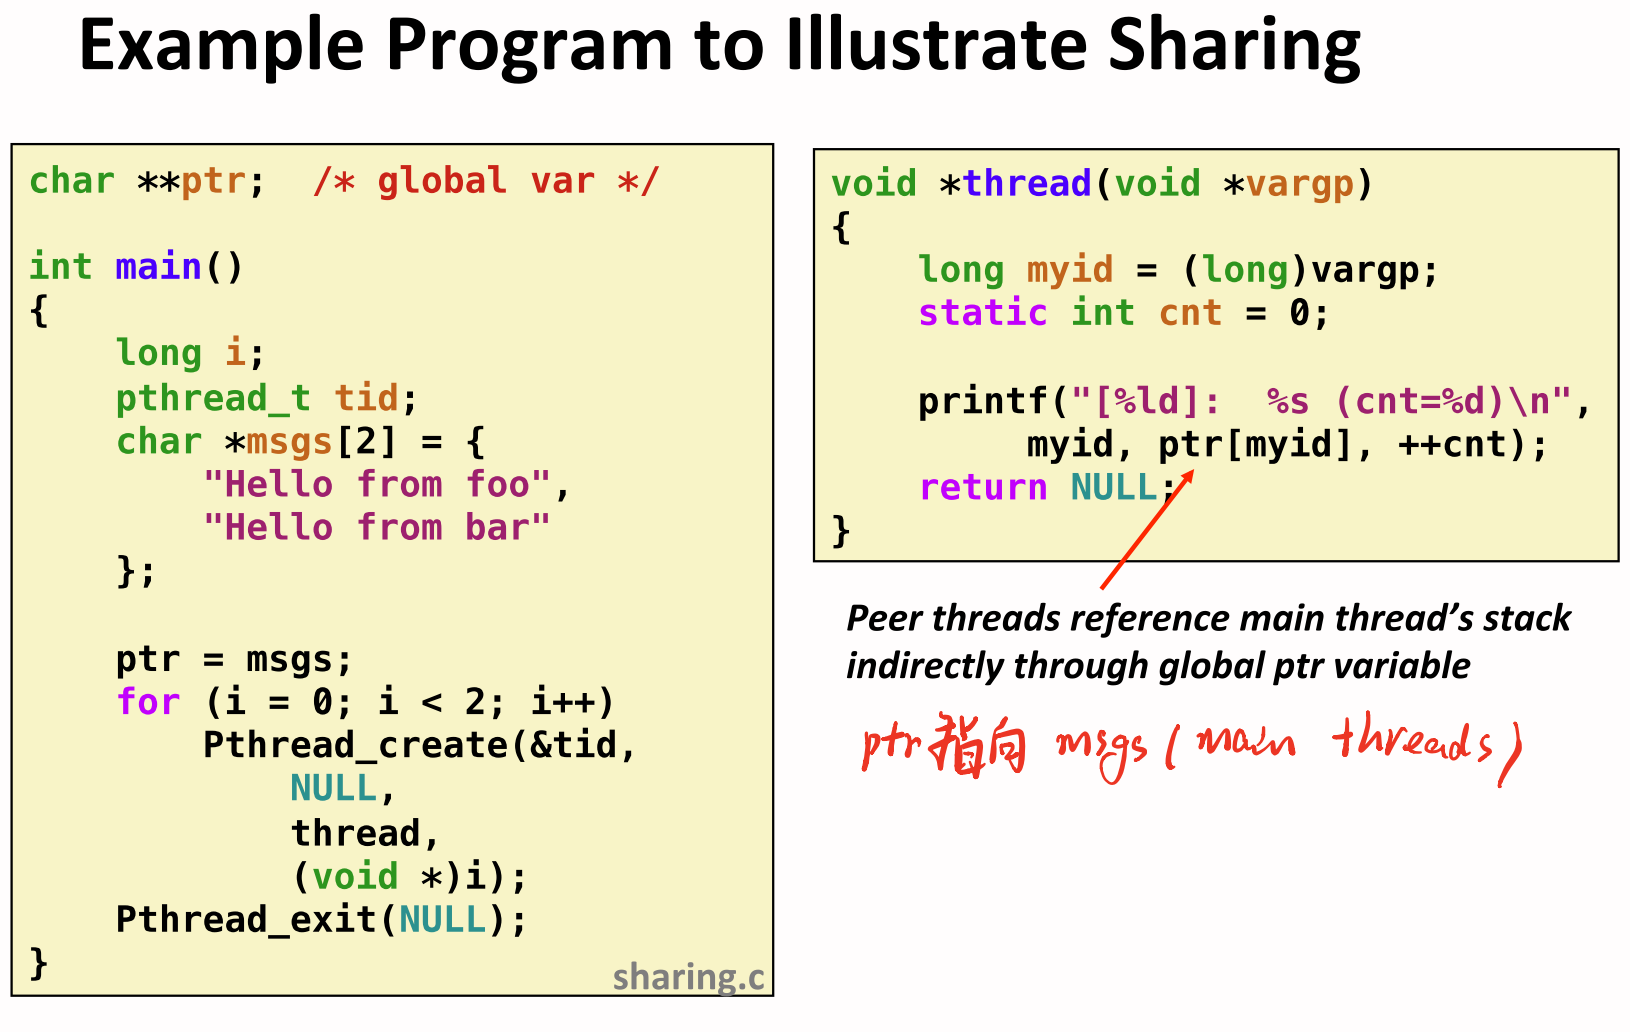 Example Program to Illustrate Sharing
char **ptr;  /* global var */
int main()
{
    long i;
    pthread_t tid;
    char *msgs[2] = {
        "Hello from foo",
        "Hello from bar"
    };
    ptr = msgs;
    for (i = 0; i < 2; i++)
        Pthread_create(&tid,
            NULL,
            thread,
            (void *)i);
    Pthread_exit(NULL);
}
sharing.c
void *thread(void *vargp)
{
    long myid = (long)vargp;
    static int cnt = 0;
    printf("[%ld]:  %s (cnt=%d)\n",
         myid, ptr[myid], ++cnt);
    return NULL;
}
Peer threads reference main thread’s stack
indirectly through global ptr variable
ptr指向 msgs (main threads)